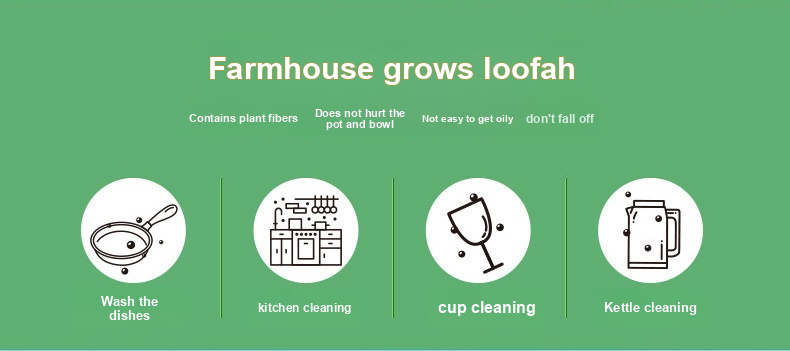 Farmhouse grows loofah
Contains plant fibers
Does not hurt the
pot and bowl
Not easy to get oily
don't fall off
Wash the
dishes
kitchen cleaning
cup cleaning
Kettle cleaning